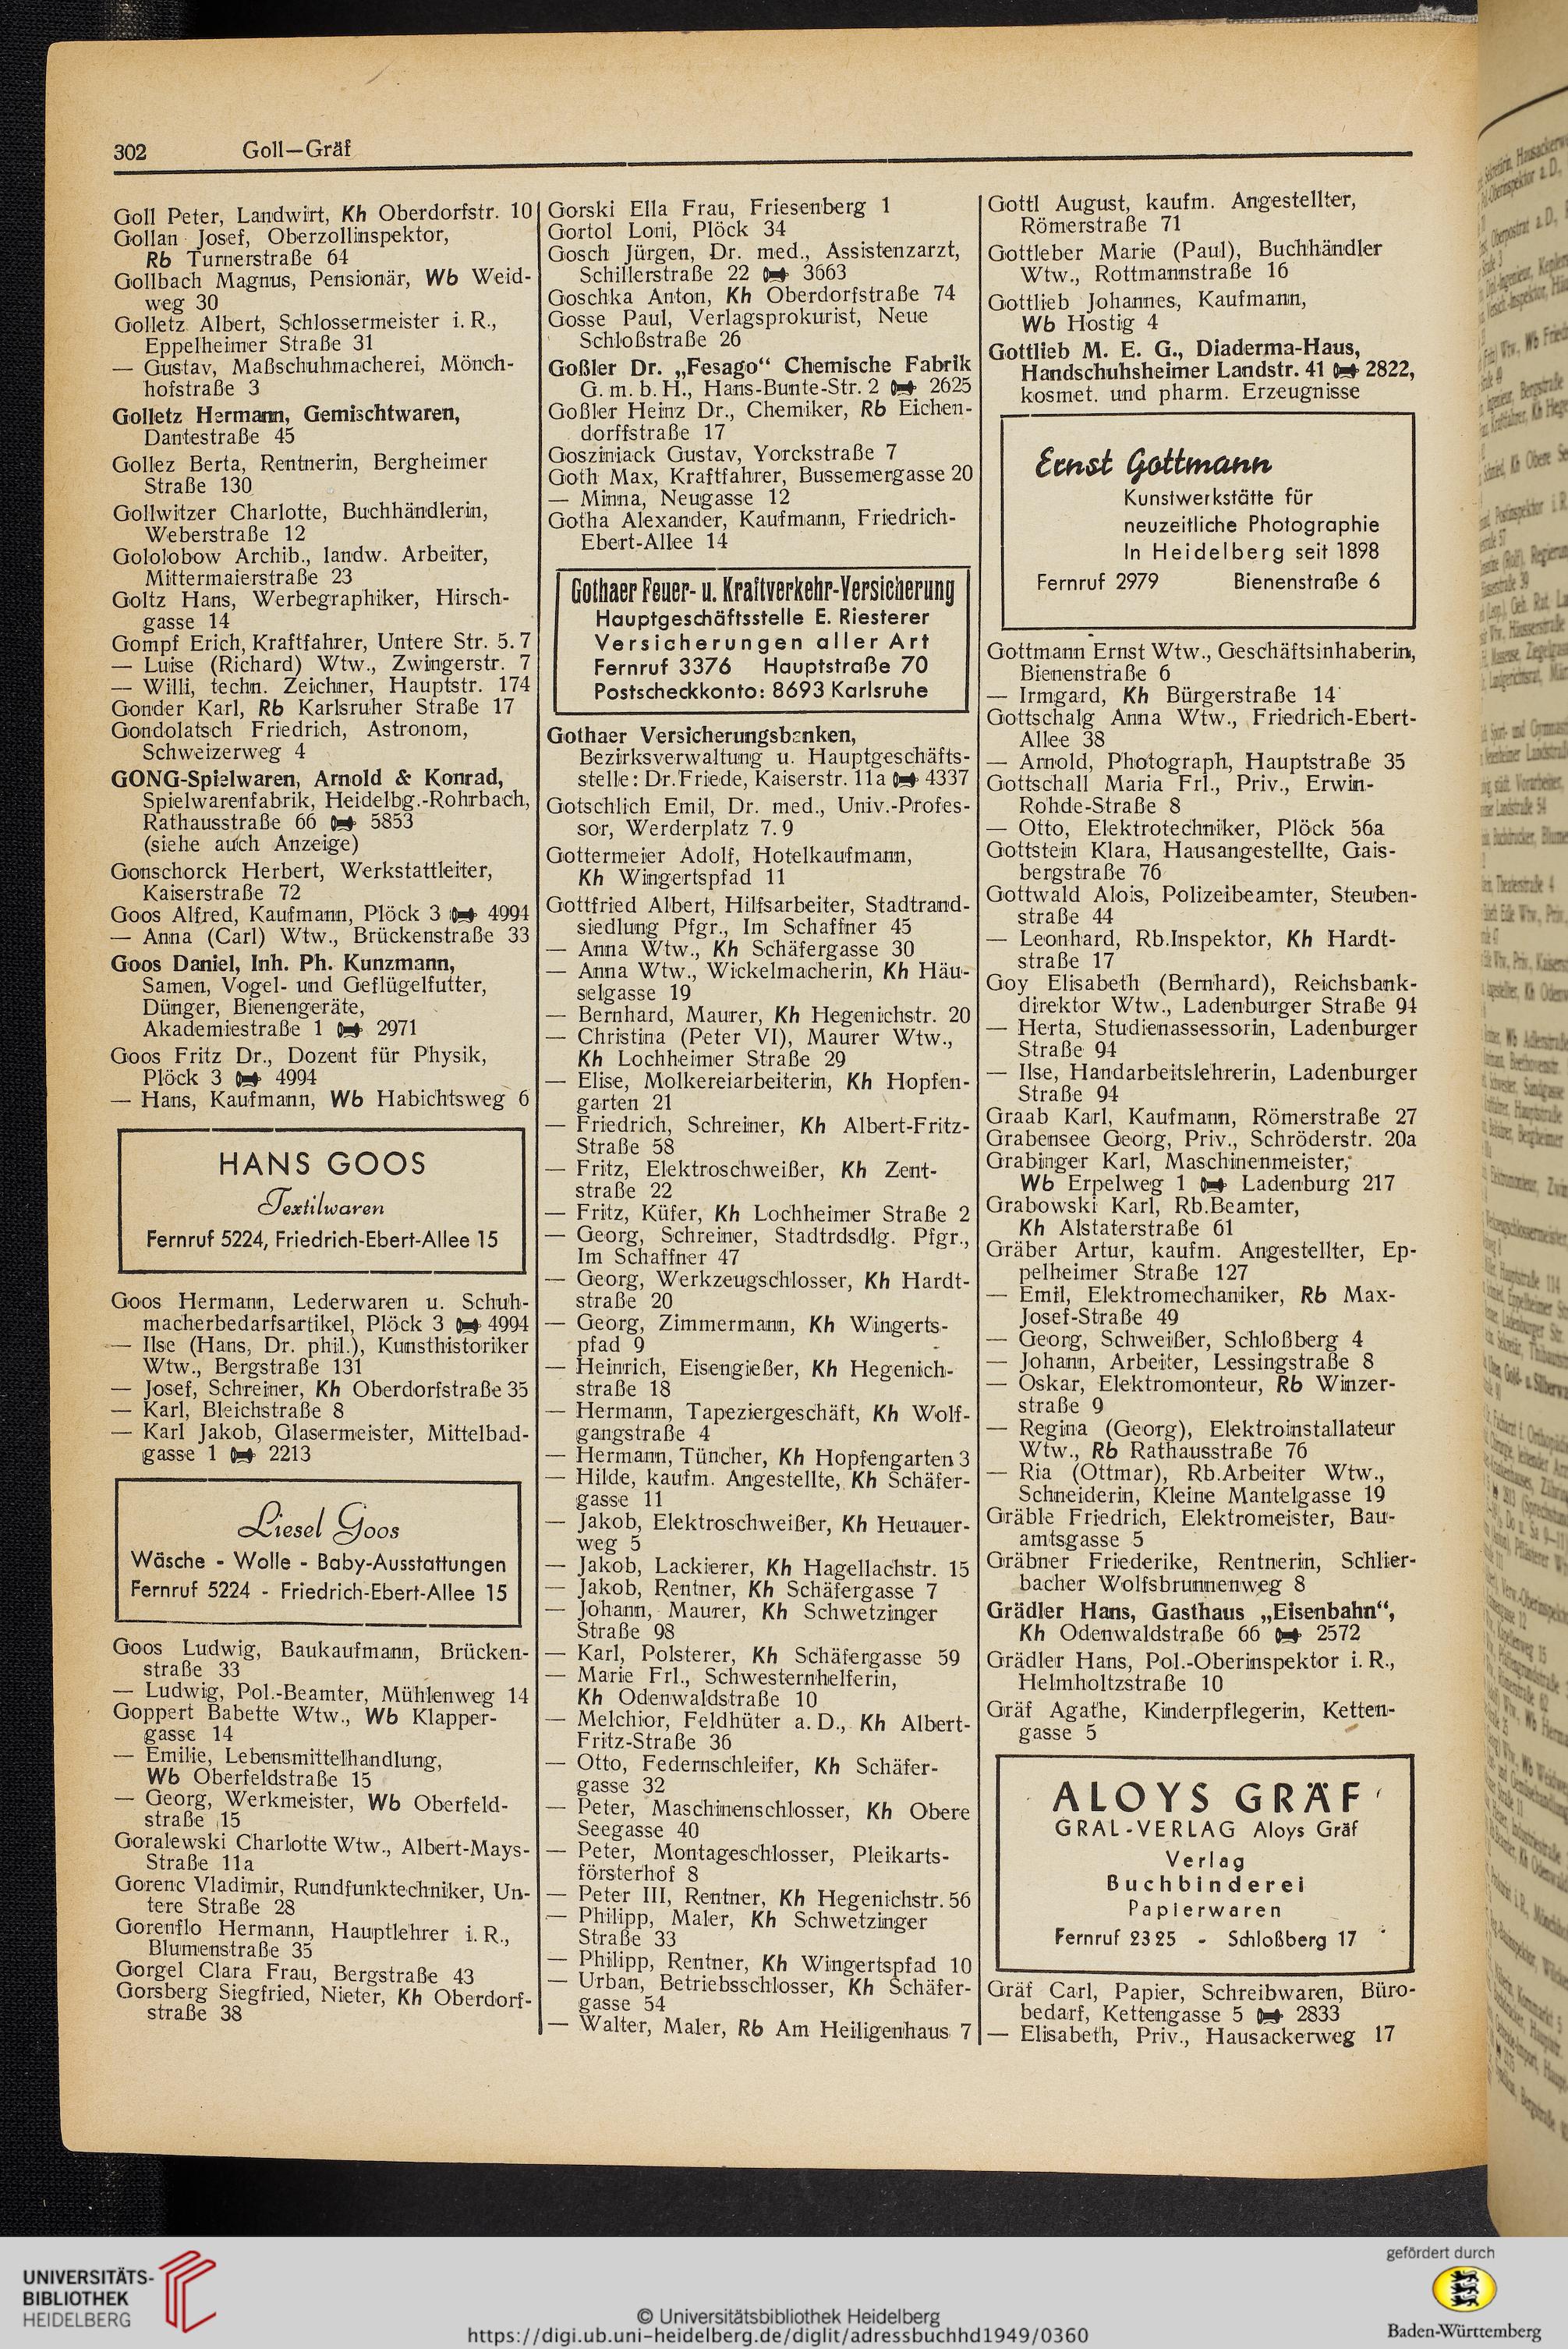 302 Goll—Gräf
Goll Peter, Landwirt, Kh Oberdorfstr. 10
Gollan Josef, Oberzollinspektor,
Rb Turnerstraße 64
Gollbach Magnus, Pensionär, Wb Weid-
weg 30
Golletz Albert, Schlossermeister i. R.,
Eppelheimer Straße 31
— Gustav, Maßschuhmacherei, Mönch-
hofstraße 3
Golletz Hermann, Gemischtwaren,
Dantestraße 45
Gollez Berta, Rentnerin, Bergheimer
Straße 130
Gollwitzer Charlotte, Buchhändlerin,
Weberstraße 12
Gololobow Archib., landw. Arbeiter,
Mittermaierstraße 23
Goltz Hans, Werbegraphiker, Hirsch-
gasse 14
Gompf Erich, Kraftfahrer, Untere Str. 5. 7
— Luise (Richard) Wtw., Zwingerstr. 7
— Willi, techn. Zeichner, Hauptstr. 174
Gonder Karl, Rb Karlsruher Straße 17
Gondolatsch Friedrich, Astronom,
Schweizerweg 4
GONG-Spielwaren, Arnold & Konrad,
Spielwarenfabrik, Heidelbg.-Rohrbach,
Rathausstraße 66 5853
(siehe auch Anzeige)
Gonschorck Herbert, Werkstattleiter,
Kaiserstraße 72
Goos Alfred, Kaufmann, Plöck 3 4994
— Anna (Carl) Wtw., Brückenstraße 33
Goos Daniel, Inh. Ph. Kunzmann,
Samen, Vogel- und Geflügelfutter,
Dünger, Bienengeräte,
Akademiestraße 1 2971
Goos Fritz Dr., Dozent für Physik,
Plöck 3 4994
— Hans, Kaufmann, Wb Habichtsweg 6
HANS GOOS
Textilwaren
Fernruf 5224, Friedrich-Ebert-Allee 15
Goos Hermann, Lederwaren u. Schuh-
macherbedarfsartikel, Plöck 3 4994
— Ilse (Hans, Dr. phil.), Kunsthistoriker
Wtw., Bergstraße 131
— Josef, Schreiner, Kh Oberdorfstraße 35
— Karl, Bleichstraße 8
— Karl Jakob, Glasermeister, Mittelbad-
gasse 1 2213
Liesel Goos
Wäsche - Wolle - Baby-Ausstattungen
Fernruf 5224 - Friedrich-Ebert-Allee 15
Goos Ludwig, Baukaufmann, Brücken-
straße 33
— Ludwig, Pol.-Beamter, Mühlenweg 14
Goppert Babette Wtw., Wb Klapper-
gasse 14
— Emilie, Lebensmittelhandlung,
Wb Oberfeldstraße 15
— Georg, Werkmeister, Wb Oberfeld-
straße 15
Goralewski Charlotte Wtw., Albert-Mays-
Straße 11a
Gorenc Vladimir, Rundfunktechniker, Un-
tere Straße 28
Gorenflo Hermann, Hauptlehrer i. R.,
Blumenstraße 35
Gorgel Clara Frau, Bergstraße 43
Gorsberg Siegfried, Nieter, Kh Oberdorf-
straße 38
Gorski Ella Frau, Friesenberg 1
Gortol Loni, Plöck 34
Gosch Jürgen, Dr. med., Assistenzarzt,
Schillerstraße 22 3663
Goschka Anton, Kh Oberdorfstraße 74
Gosse Paul, Verlagsprokurist, Neue
Schloßstraße 26
Goßler Dr. „Fesago“ Chemische Fabrik
G. m. b. H., Hans-Bunte-Str. 2 2625
Goßler Heinz Dr., Chemiker, Rb Eichen-
dorffstraße 17
Gosziniack Gustav, Yorckstraße 7
Goth Max, Kraftfahrer, Bussemergasse 20
— Minna, Neugasse 12
Gotha Alexander, Kaufmann, Friedrich-
Ebert-Allee 14
Gothaer Feuer- u. Kraftverkehr-Versicherung
Hauptgeschäftsstelle E. Riesterer
Versicherungen aller Art
Fernruf 3376 Hauptstraße 70
Postscheckkonto: 8693 Karlsruhe
Gothaer Versicherungsbanken,
Bezirksverwaltung u. Hauptgeschäfts-
stelle: Dr. Friede, Kaiserstr. 11a 4337
Gotschlich Emil, Dr. med., Univ.-Profes-
sor, Werderplatz 7. 9
Gottermeier Adolf, Hotelkaufmann,
Kh Wingertspfad 11
Gottfried Albert, Hilfsarbeiter, Stadtrand-
siedlung Pfgr., Im Schaffner 45
— Anna Wtw., Kh Schäfergasse 30
— Anna Wtw., Wickelmacherin, Kh Häu-
selgasse 19
— Bernhard, Maurer, Kh Hegenichstr. 20
— Christina (Peter VI), Maurer Wtw.,
Kh Lochheimer Straße 29
— Elise, Molkereiarbeiterin, Kh Hopfen-
garten 21
— Friedrich, Schreiner, Kh Albert-Fritz-
Straße 58
— Fritz, Elektroschweißer, Kh Zent-
straße 22
— Fritz, Küfer, Kh Lochheimer Straße 2
— Georg, Schreiner, Stadtrdsdlg. Pfgr.,
Im Schaffner 47
— Georg, Werkzeugschlosser, Kh Hardt-
straße 20
— Georg, Zimmermann, Kh Wingerts-
pfad 9
— Heinrich, Eisengießer, Kh Hegenich-
straße 18
— Hermann, Tapeziergeschäft, Kh Wolf-
gangstraße 4
— Hermann, Tüncher, Kh Hopfengarten 3
— Hilde, kaufm. Angestellte, Kh Schäfer-
gasse 11
— Jakob, Elektroschweißer, Kh Heuauer-
weg 5
— Jakob, Lackierer, Kh Hagellachstr. 15
— Jakob, Rentner, Kh Schäfergasse 7
— Johann, Maurer, Kh Schwetzinger
Straße 98
— Karl, Polsterer, Kh Schäfergasse 59
— Marie Frl., Schwesternhelferin,
Kh Odenwaldstraße 10
— Melchior, Feldhüter a. D., Kh Albert-
Fritz-Straße 36
— Otto, Federnschleifer, Kh Schäfer-
gasse 32
— Peter, Maschinenschlosser, Kh Obere
Seegasse 40
— Peter, Montageschlosser, Pleikarts-
försterhof 8
— Peter III, Rentner, Kh Hegenichstr. 56
— Philipp, Maler, Kh Schwetzinger
Straße 33
— Philipp, Rentner, Kh Wingertspfad 10
— Urban, Betriebsschlosser, Kh Schäfer-
gasse 54
— Walter, Maler, Rb Am Heiligenhaus 7
Gottl August, kaufm. Angestellter,
Römerstraße 71
Gottleber Marie (Paul), Buchhändler
Wtw., Rottmannstraße 16
Gottlieb Johannes, Kaufmann,
Wb Hostig 4
Gottlieb M. E. G., Diaderma-Haus,
Handschuhsheimer Landstr. 41 2822,
kosmet. und pharm. Erzeugnisse
Ernst Gottmann
Kunstwerkstätte für
neuzeitliche Photographie
In Heidelberg seit 1898
Fernruf 2979 Bienenstraße 6
Gottmann Ernst Wtw., Geschäftsinhaberin,
Bienenstraße 6
— Irmgard, Kh Bürgerstraße 14
Gottschalg Anna Wtw., Friedrich-Ebert-
Allee 38
— Arnold, Photograph, Hauptstraße 35
Gottschall Maria Frl., Priv., Erwin-
Rohde-Straße 8
— Otto, Elektrotechniker, Plöck 56a
Gottstein Klara, Hausangestellte, Gais-
bergstraße 76
Gottwald Alois, Polizeibeamter, Steuben-
straße 44
— Leonhard, Rb.Inspektor, Kh Hardt-
straße 17
Goy Elisabeth (Bernhard), Reichsbank-
direktor Wtw., Ladenburger Straße 94
— Herta, Studienassessorin, Ladenburger
Straße 94
— Ilse, Handarbeitslehrerin, Ladenburger
Straße 94
Graab Karl, Kaufmann, Römerstraße 27
Grabensee Georg, Priv., Schröderstr. 20a
Grabinger Karl, Maschinenmeister,
Wb Erpelweg 1 Ladenburg 217
Grabowski Karl, Rb.Beamter,
Kh Alstaterstraße 61
Gräber Artur, kaufm. Angestellter, Ep-
pelheimer Straße 127
— Emil, Elektromechaniker, Rb Max-
Josef-Straße 49
— Georg, Schweißer, Schloßberg 4
— Johann, Arbeiter, Lessingstraße 8
— Oskar, Elektromonteur, Rb Winzer-
straße 9
— Regina (Georg), Elektroinstallateur
Wtw., Rb Rathausstraße 76
— Ria (Ottmar), Rb.Arbeiter Wtw.,
Schneiderin, Kleine Mantelgasse 19
Gräble Friedrich, Elektromeister, Bau-
amtsgasse 5
Gräbner Friederike, Rentnerin, Schlier-
bacher Wolfsbrunnenweg 8
Grädler Hans, Gasthaus „Eisenbahn“,
Kh Odenwaldstraße 66 2572
Grädler Hans, Pol.-Oberinspektor i. R.,
Helmholtzstraße 10
Gräf Agathe, Kinderpflegerin, Ketten-
gasse 5
ALOYS GRÄF
GRAL-VERLAG Aloys Gräf
Verlag
Buchbinderei
Papierwaren
Fernruf 2325 - Schloßberg 17
Gräf Carl, Papier, Schreibwaren, Büro-
bedarf, Kettengasse 5 2833
— Elisabeth, Priv., Hausackerweg 17
UNIVERSITÄTS-
BIBLIOTHEK
HEIDELBERG
© Universitätsbibliothek Heidelberg
https://digi.ub.uni-heidelberg.de/diglit/adressbuchhd1949/0360
gefördert durch
Baden-Württemberg